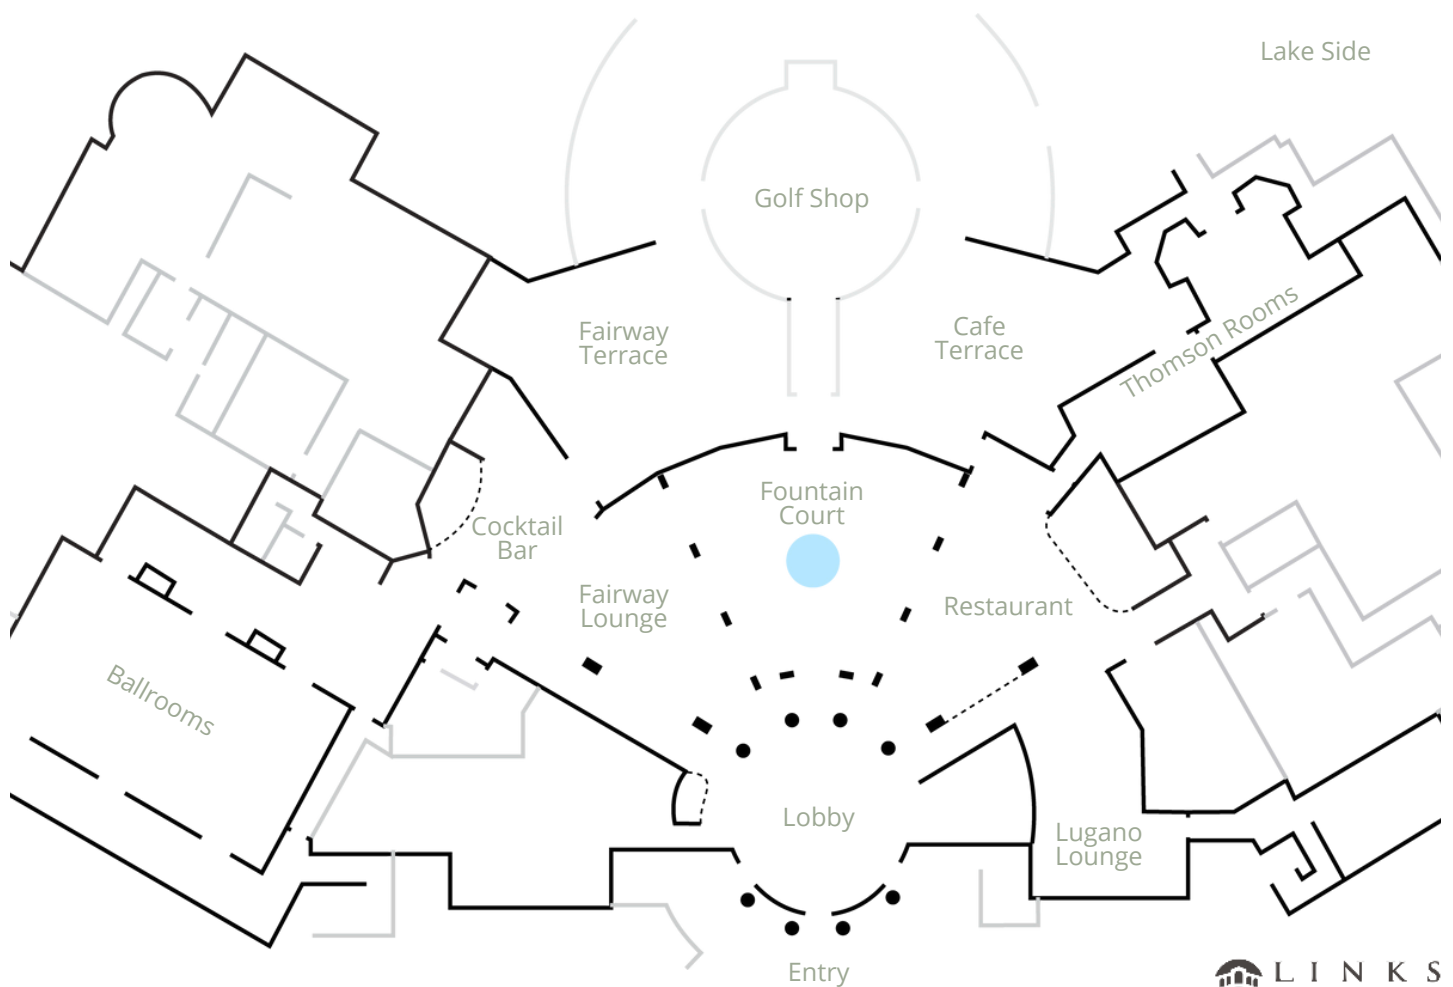 Lake Side
Golf Shop
Fairway
Terrace
Cafe
Terrace
Thomson Rooms
Fountain
Court
Cocktail
Bar
Fairway
Lounge
Restaurant
Ballrooms
Lobby
Lugano
Lounge
Entry
LINKS